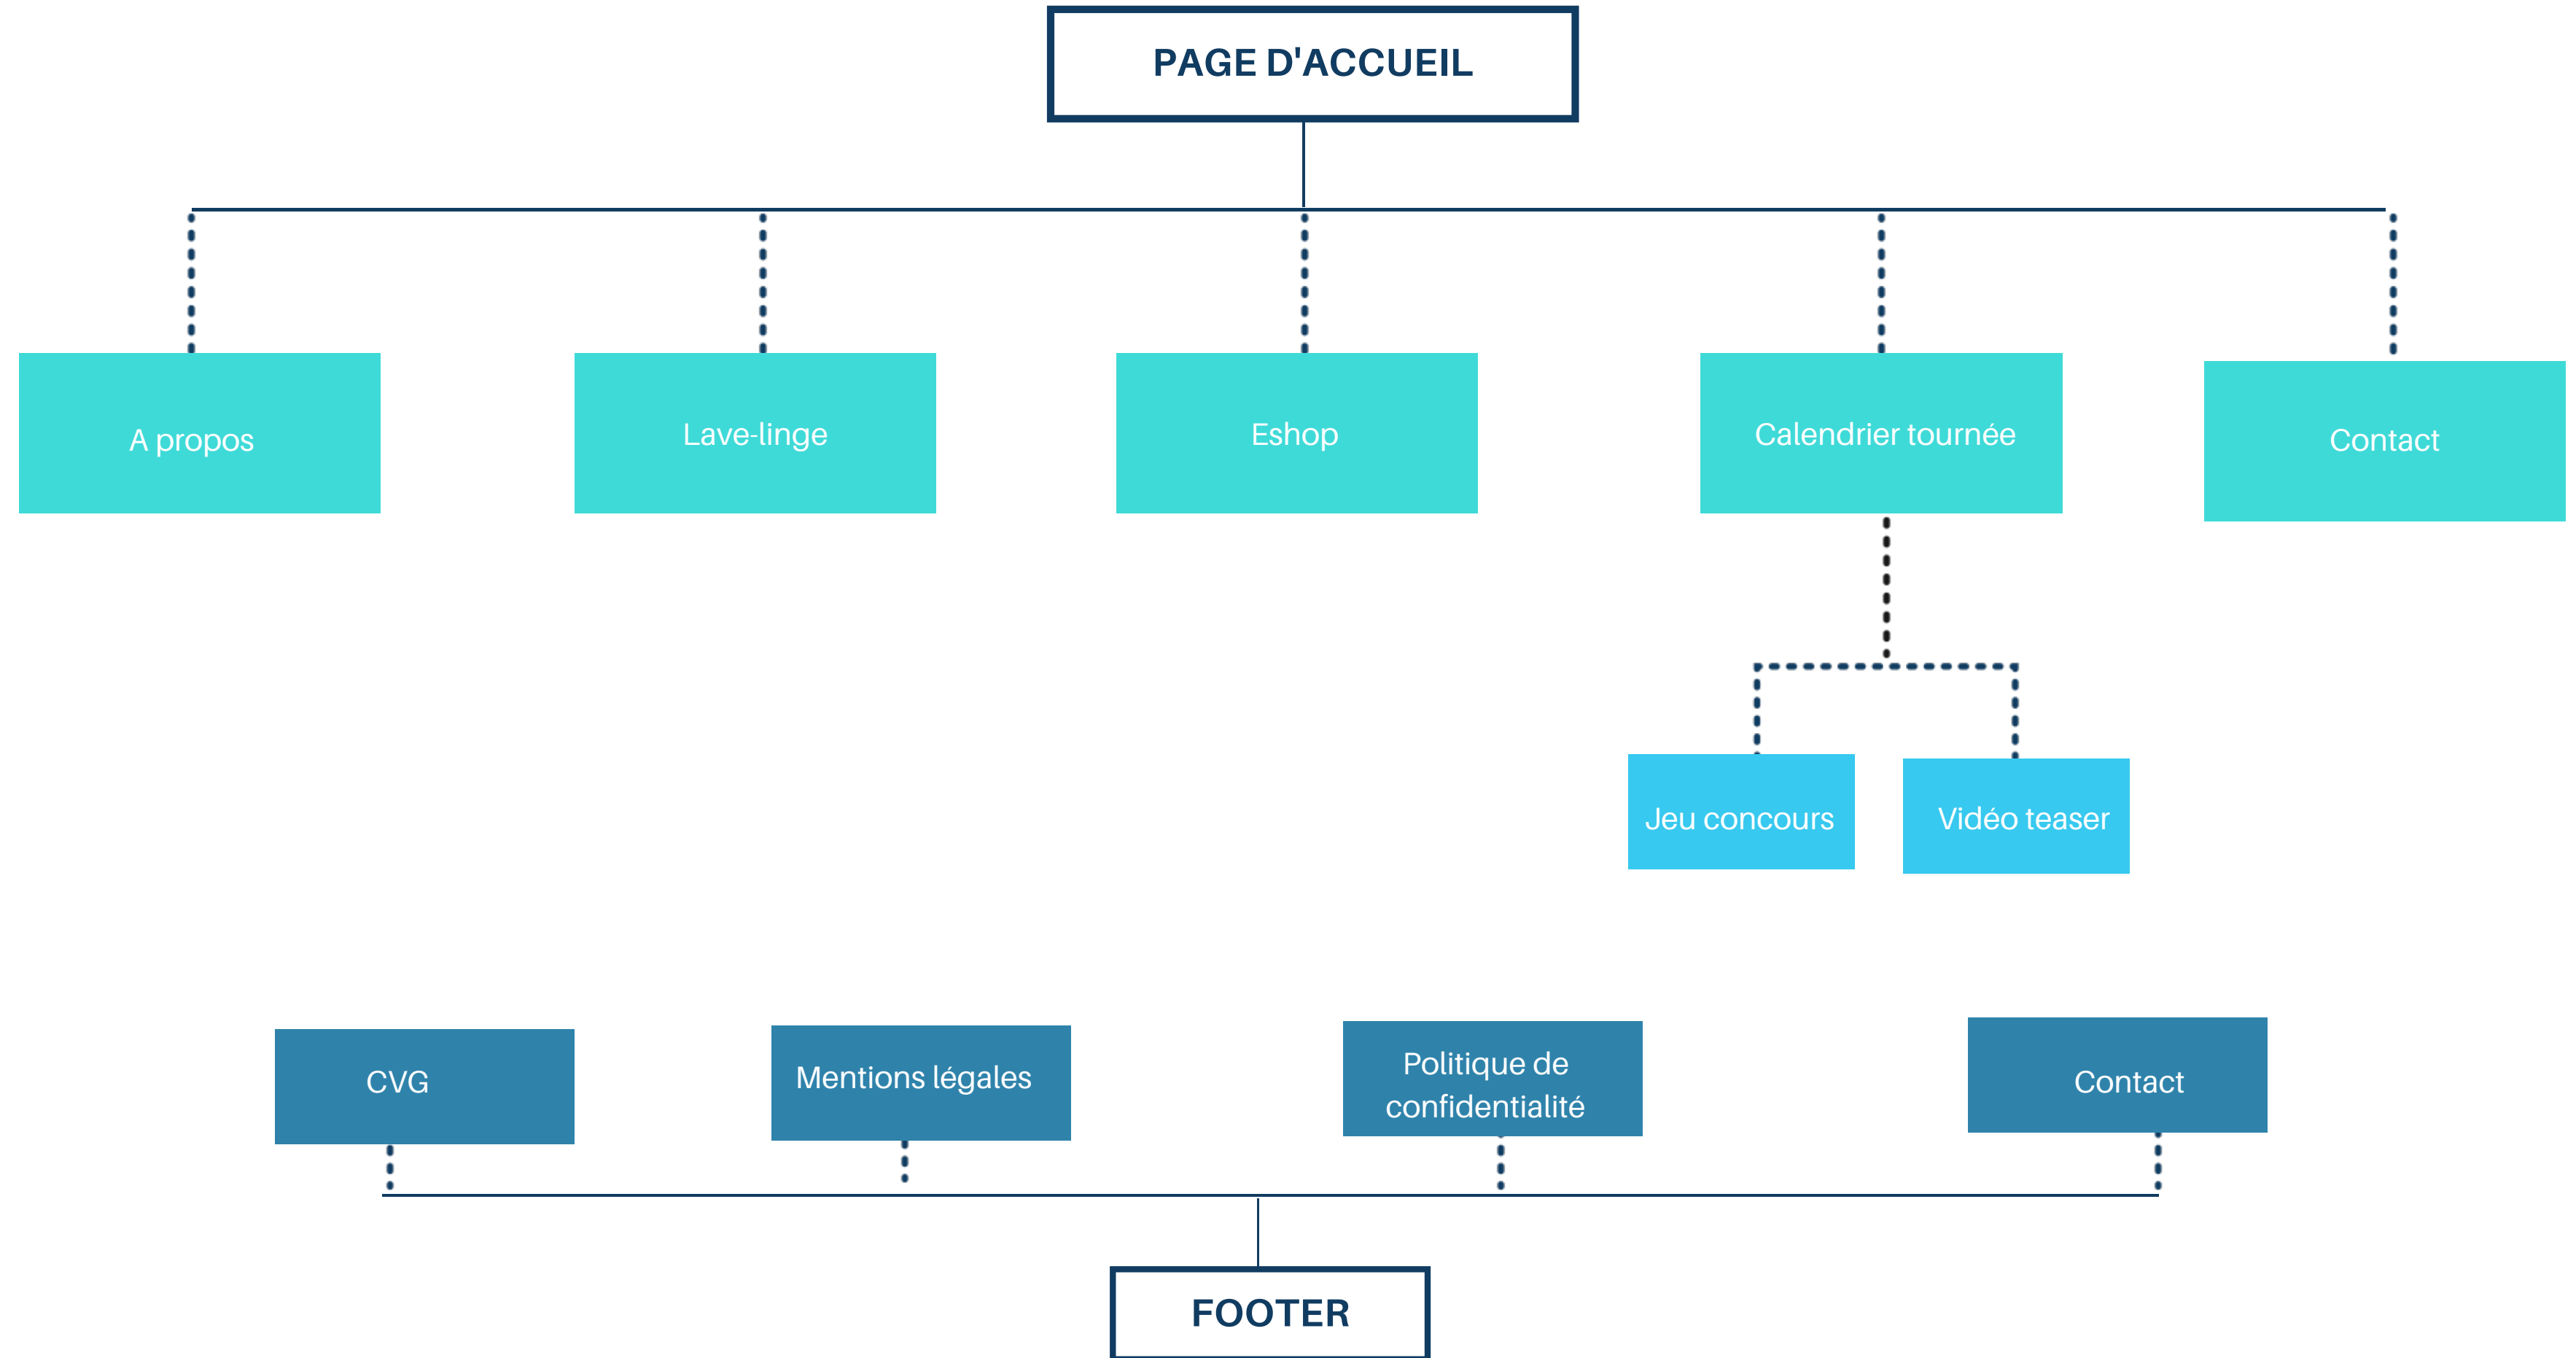 PAGE D'ACCUEIL
A propos
Lave-linge
Eshop
Calendrier tournée
Contact
Jeu concours
Vidéo teaser
CVG
Mentions légales
Politique de
confidentialité
Contact
FOOTER